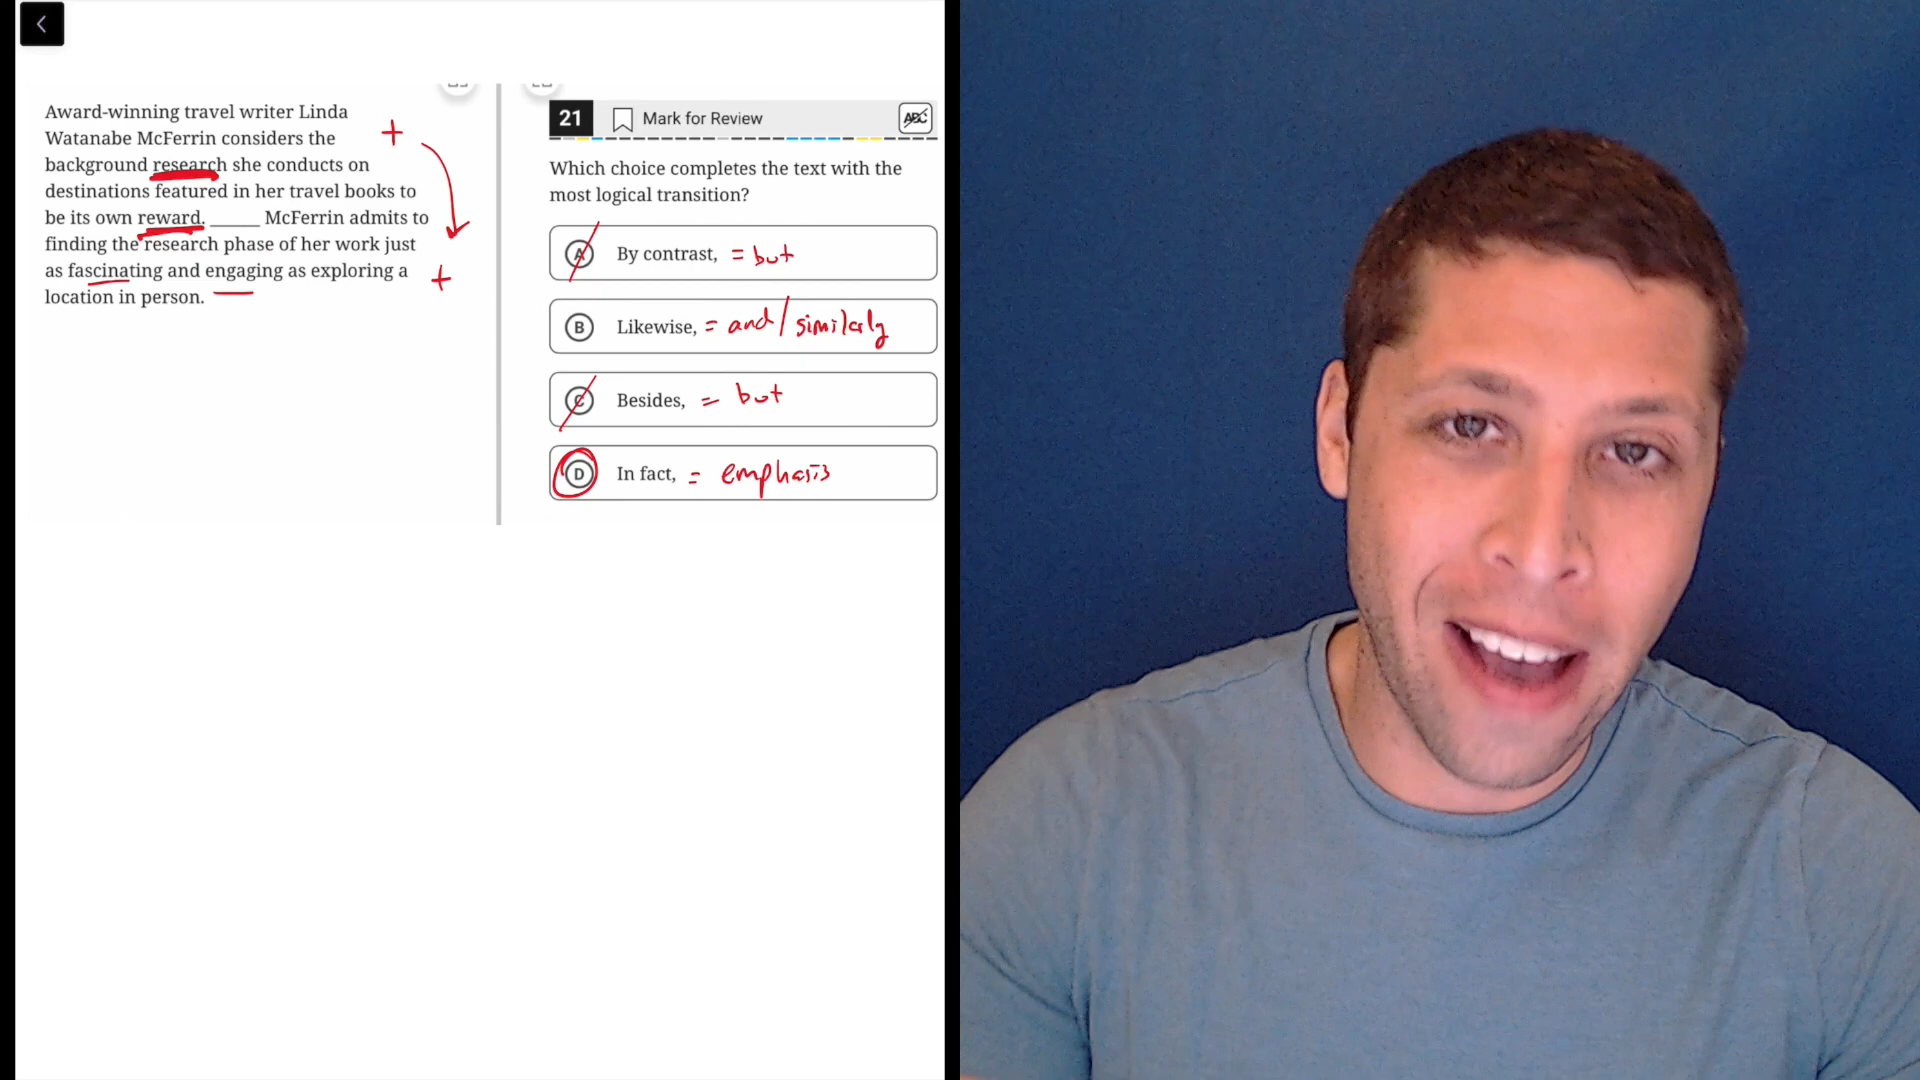 Award-winning travel writer Linda
Watanabe McFerrin considers the
background research she conducts on
destinations featured in her travel books to
be its own reward. ______ McFerrin admits to
finding the research phase of her work just
as fascinating and engaging as exploring a
location in person.
+
+
21 Mark for Review ABC
Which choice completes the text with the
most logical transition?
A By contrast, = but
B Likewise, = and / similarly
C Besides, = but
D In fact, = emphasis